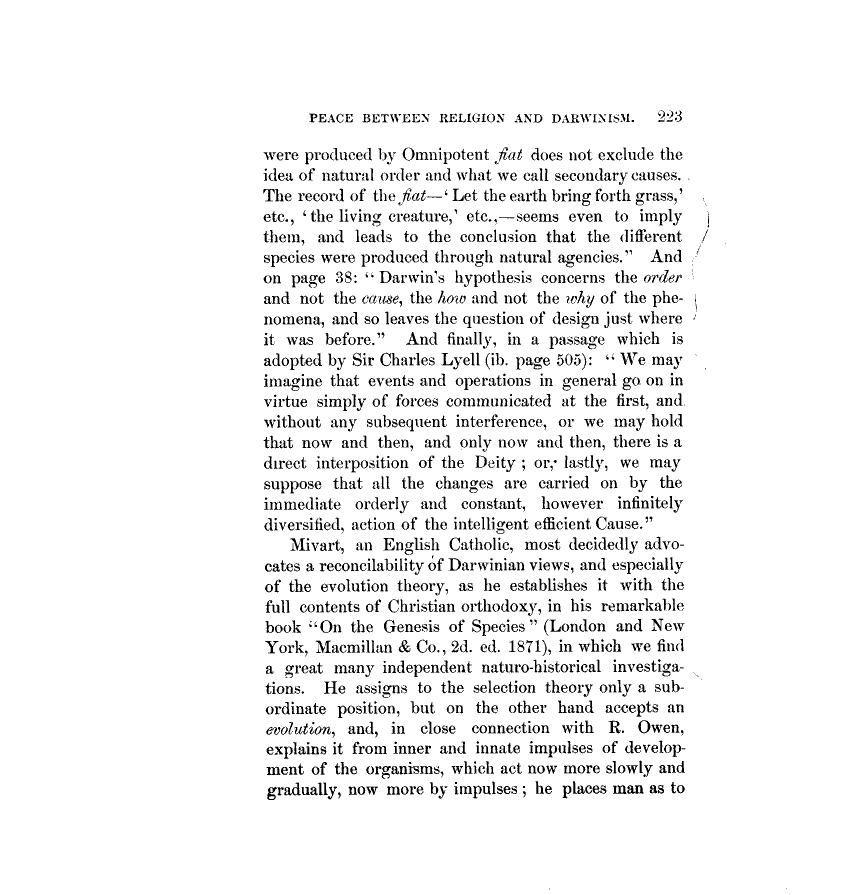 PEACE BETWEEN RELIGION AND DARWINISM. 223
were produced by Omnipotent fiat does not exclude the
idea of natural order and what we call secondary causes.
The record of the fiat—‘ Let the earth bring forth grass,’
etc., ‘ the living creature,’ etc.,—seems even to imply
them, and leads to the conclusion that the different
species were produced through natural agencies.” And
on page 38: “ Darwin’s hypothesis concerns the order
and not the cause, the how and not the why of the phe-
nomena, and so leaves the question of design just where
it was before.” And finally, in a passage which is
adopted by Sir Charles Lyell (ib. page 505): “ We may
imagine that events and operations in general go on in
virtue simply of forces communicated at the first, and
without any subsequent interference, or we may hold
that now and then, and only now and then, there is a
direct interposition of the Deity ; or, lastly, we may
suppose that all the changes are carried on by the
immediate orderly and constant, however infinitely
diversified, action of the intelligent efficient Cause.”
Mivart, an English Catholic, most decidedly advo-
cates a reconcilability of Darwinian views, and especially
of the evolution theory, as he establishes it with the
full contents of Christian orthodoxy, in his remarkable
book “On the Genesis of Species ” (London and New
York, Macmillan & Co., 2d. ed. 1871), in which we find
a great many independent naturo-historical investiga-
tions. He assigns to the selection theory only a sub-
ordinate position, but on the other hand accepts an
evolution, and, in close connection with R. Owen,
explains it from inner and innate impulses of develop-
ment of the organisms, which act now more slowly and
gradually, now more by impulses ; he places man as to